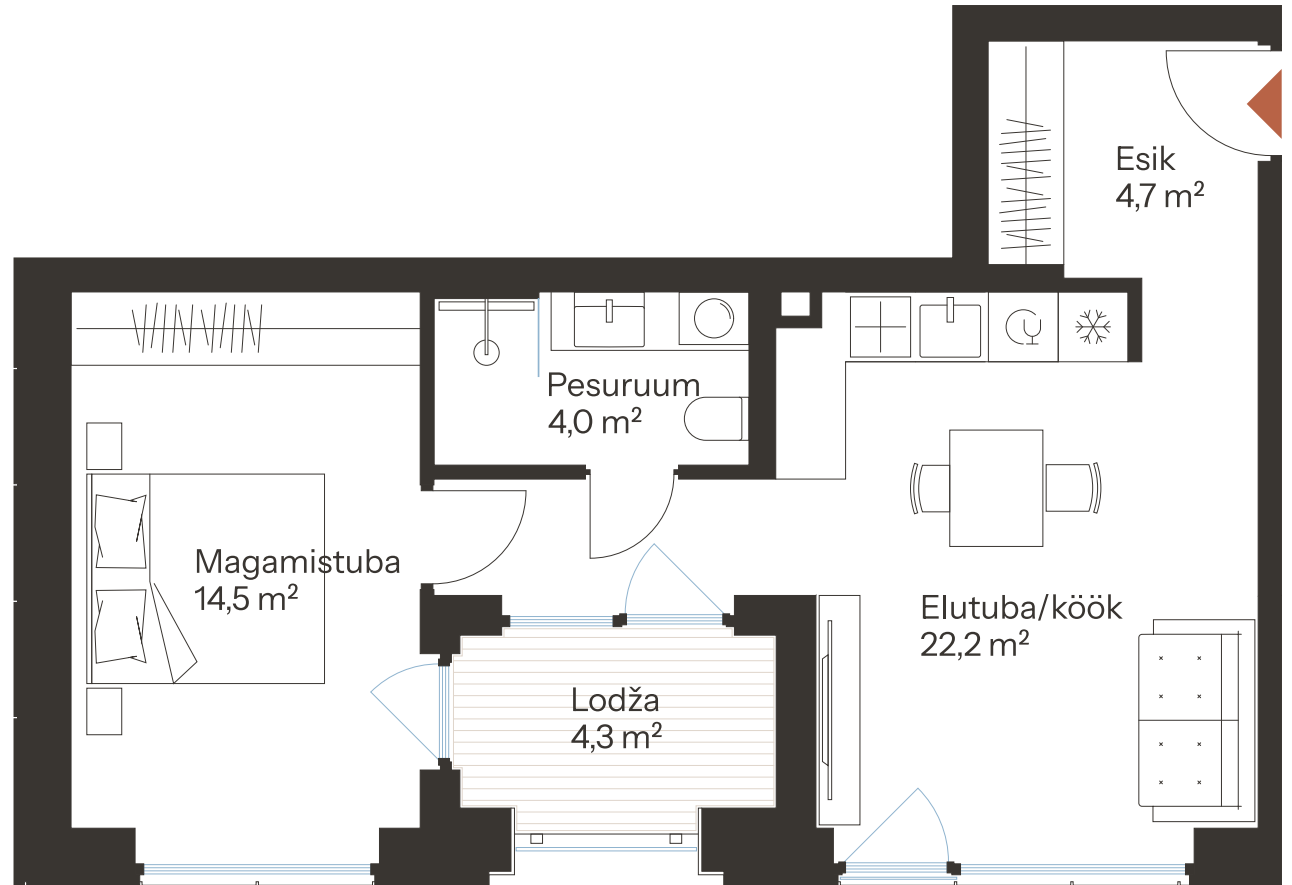 Esik
4,7 m²
Pesuruum
4,0 m²
Magamistuba
14,5 m²
Elutuba/köök
22,2 m²
Lodža
4,3 m²